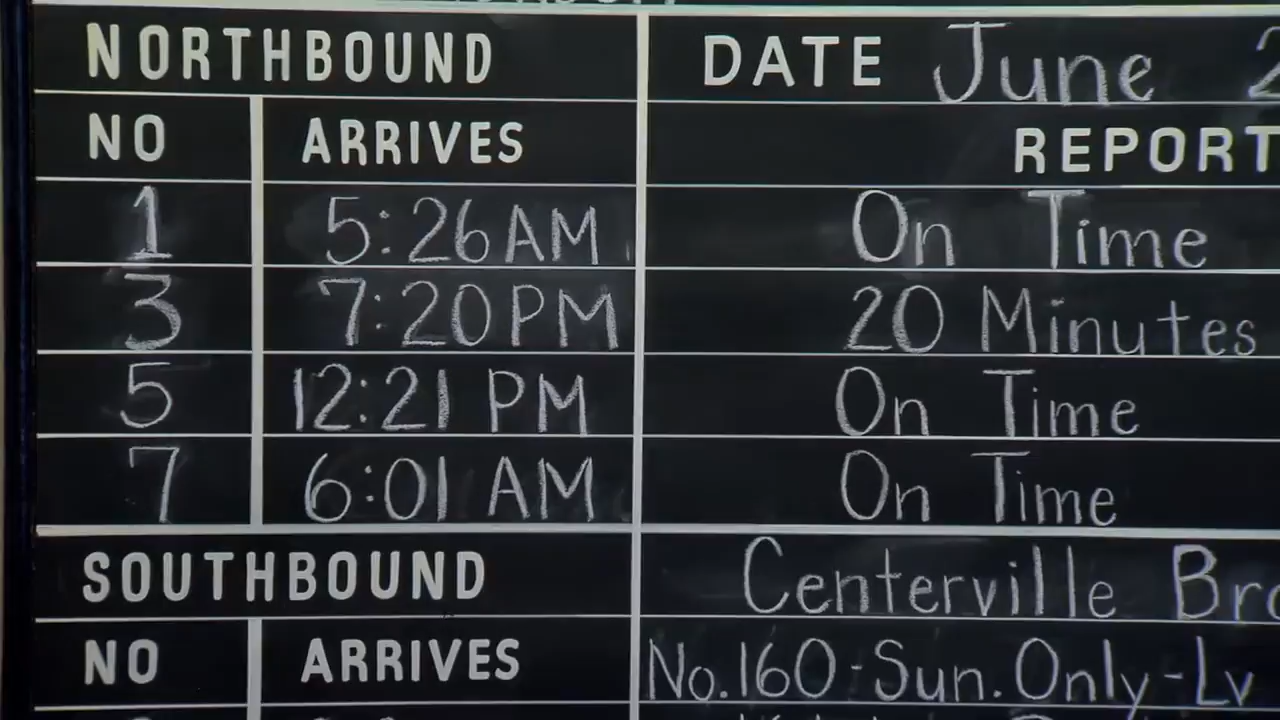 NORTHBOUND DATE June
NO ARRIVES REPORT
1 5:26AM On Time
3 7:20PM 20 Minutes
5 12:21 PM On Time
7 6:01 AM On Time
SOUTHBOUND Centerville
NO ARRIVES No.160-Sun. Only-Lv